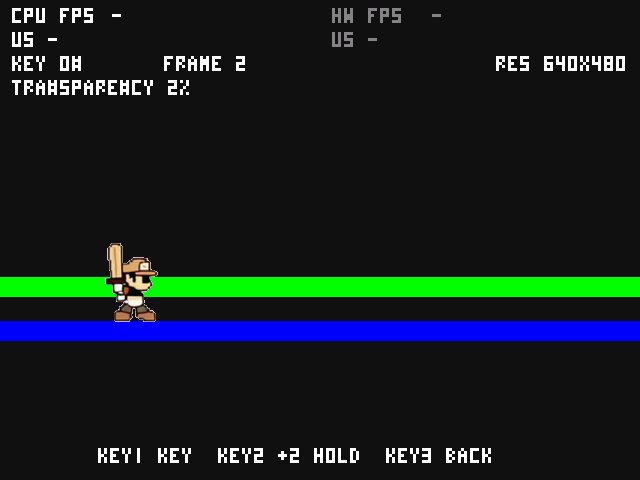 CPU FPS - HW FPS -
US - US -
KEY ON FRAME 2 RES 640X480
TRANSPARENCY 2%
KEY1 KEY KEY2 +2 HOLD KEY3 BACK